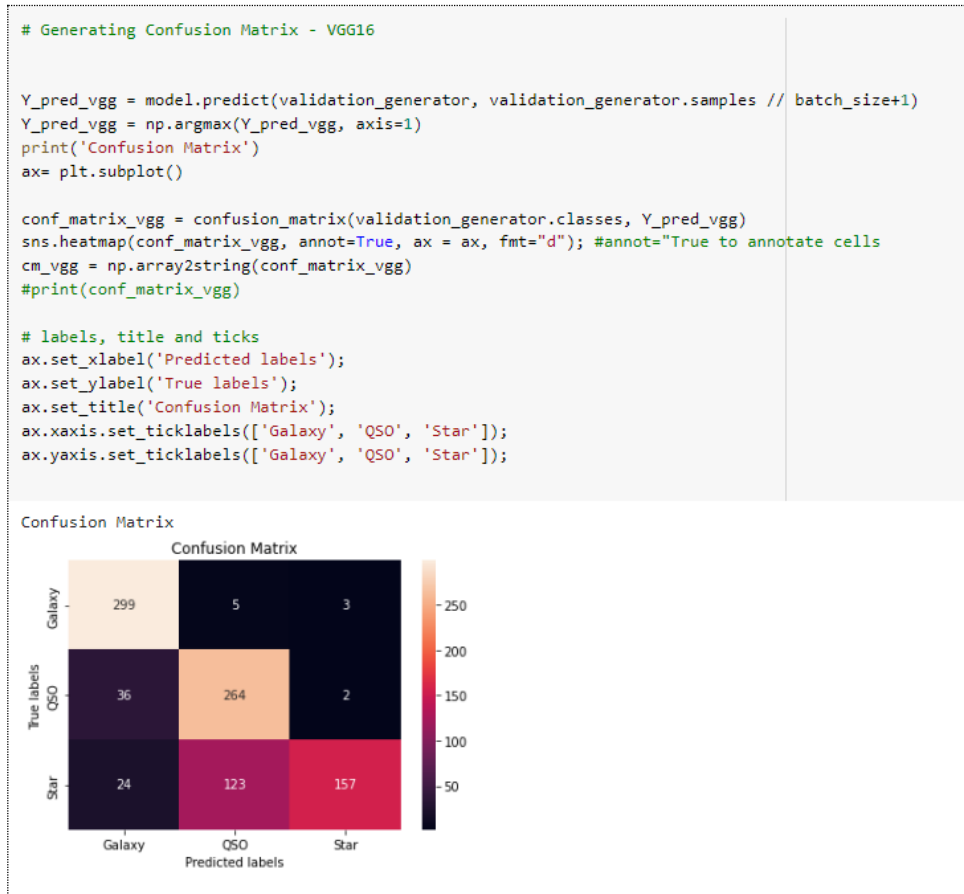 # Generating Confusion Matrix - VGG16
Y_pred_vgg = model.predict(validation_generator, validation_generator.samples // batch_size+1)
Y_pred_vgg = np.argmax(Y_pred_vgg, axis=1)
print('Confusion Matrix')
ax= plt.subplot()
conf_matrix_vgg = confusion_matrix(validation_generator.classes, Y_pred_vgg)
sns.heatmap(conf_matrix_vgg, annot=True, ax = ax, fmt="d"); #annot="True to annotate cells
cm_vgg = np.array2string(conf_matrix_vgg)
#print(conf_matrix_vgg)
# labels, title and ticks
ax.set_xlabel('Predicted labels');
ax.set_ylabel('True labels');
ax.set_title('Confusion Matrix');
ax.xaxis.set_ticklabels(['Galaxy', 'QSO', 'Star']);
ax.yaxis.set_ticklabels(['Galaxy', 'QSO', 'Star']);
Confusion Matrix
Confusion Matrix
True labels
Galaxy 299 5 3
QSO 36 264 2
Star 24 123 157
Galaxy QSO Star
Predicted labels
250
200
150
100
50